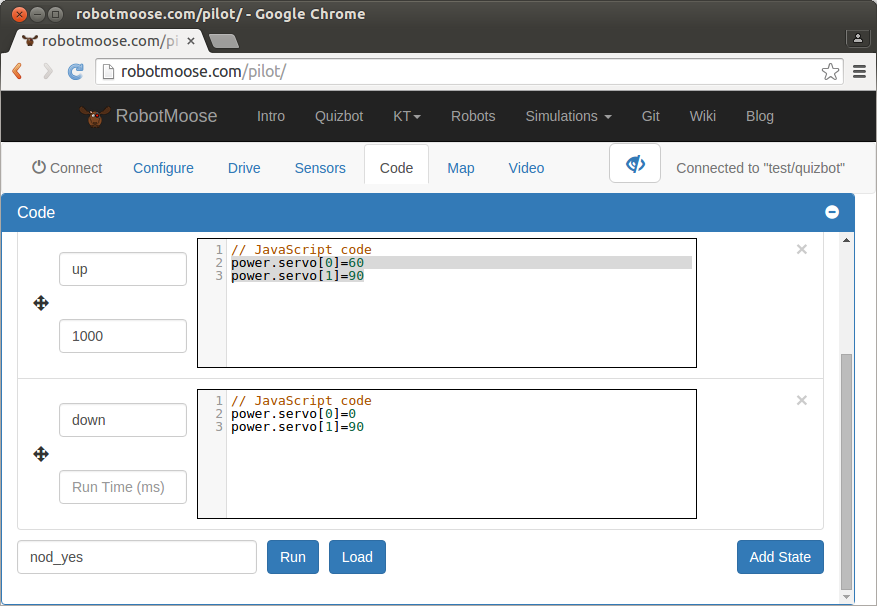 robotmoose.com/pilot/ - Google Chrome
robotmoose.com/pi
robotmoose.com/pilot/
RobotMoose Intro Quizbot KT Robots Simulations Git Wiki Blog
Connect Configure Drive Sensors Code Map Video Connected to "test/quizbot"
Code
up
1000
1 // JavaScript code
2 power.servo[0]=60
3 power.servo[1]=90
down
Run Time (ms)
1 // JavaScript code
2 power.servo[0]=0
3 power.servo[1]=90
nod_yes Run Load Add State